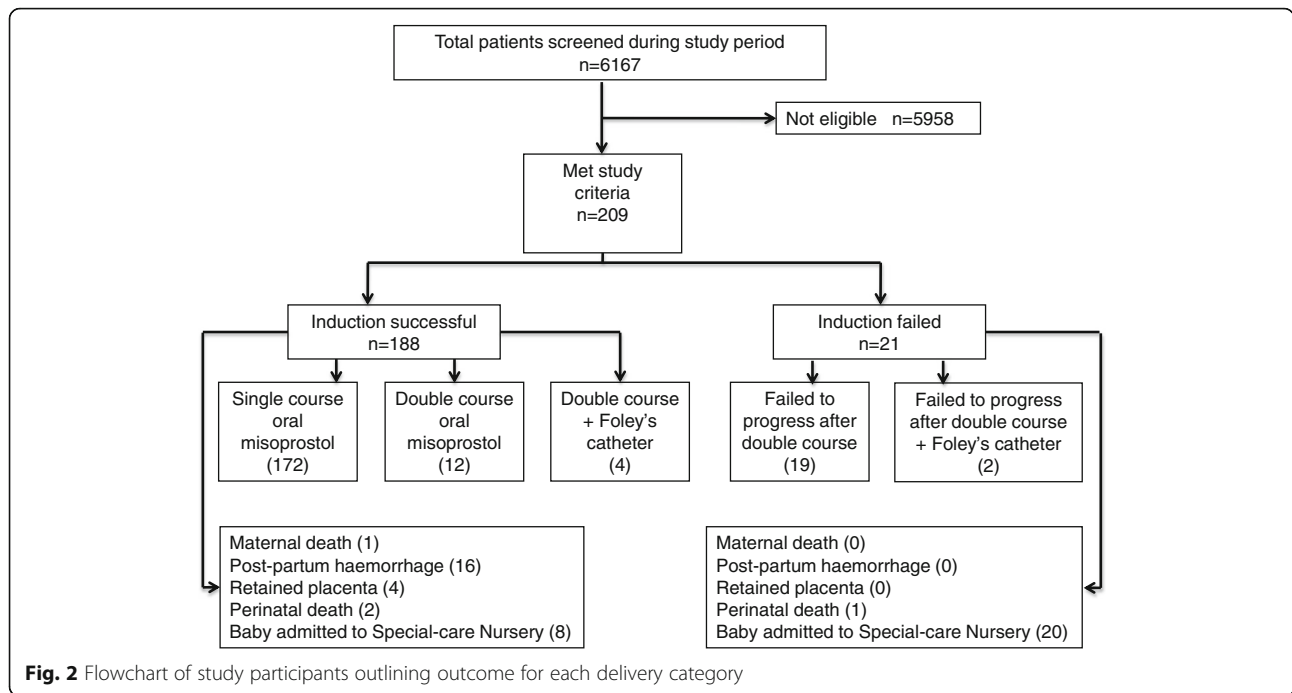 Total patients screened during study period
n=6167
Not eligible n=5958
Met study
criteria
n=209
Induction successful
n=188
Induction failed
n=21
Single course
oral
misoprostol
(172)
Double course
oral
misoprostol
(12)
Double course
+ Foley's
catheter
(4)
Failed to
progress after
double course
(19)
Failed to progress
after double course
+ Foley's catheter
(2)
Maternal death (1)
Post-partum haemorrhage (16)
Retained placenta (4)
Perinatal death (2)
Baby admitted to Special-care Nursery (8)
Maternal death (0)
Post-partum haemorrhage (0)
Retained placenta (0)
Perinatal death (1)
Baby admitted to Special-care Nursery (20)
Fig. 2 Flowchart of study participants outlining outcome for each delivery category